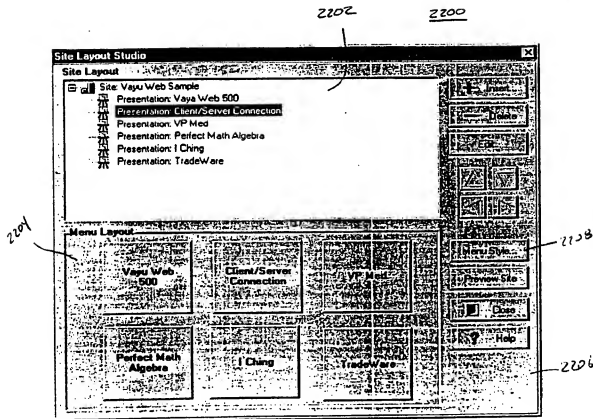 2202 2200
Site Layout Studio
Site Layout
Site: Vayu Web Sample
Presentation: Vaya Web 500
Presentation: Client/Server Connection
Presentation: VP Med
Presentation: Perfect Math Algebra
Presentation: I Ching
Presentation: TradeWare
Insert
Delete
Edit
2204
Menu Layout
Vayu Web
500
Client/Server
Connection
VP Med
Perfect Math
Algebra
I Ching
TradeWare
Menu Style
2208
Preview Site
Close
? Help
2206